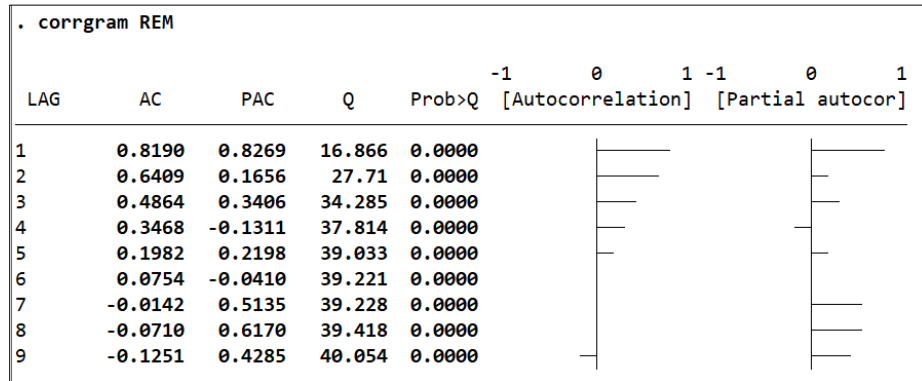 . corrgram REM
-1 0 1 -1 0 1
LAG AC PAC Q Prob>Q [Autocorrelation] [Partial autocor]
1 0.8190 0.8269 16.866 0.0000
2 0.6409 0.1656 27.71 0.0000
3 0.4864 0.3406 34.285 0.0000
4 0.3468 -0.1311 37.814 0.0000
5 0.1982 0.2198 39.033 0.0000
6 0.0754 -0.0410 39.221 0.0000
7 -0.0142 0.5135 39.228 0.0000
8 -0.0710 0.6170 39.418 0.0000
9 -0.1251 0.4285 40.054 0.0000